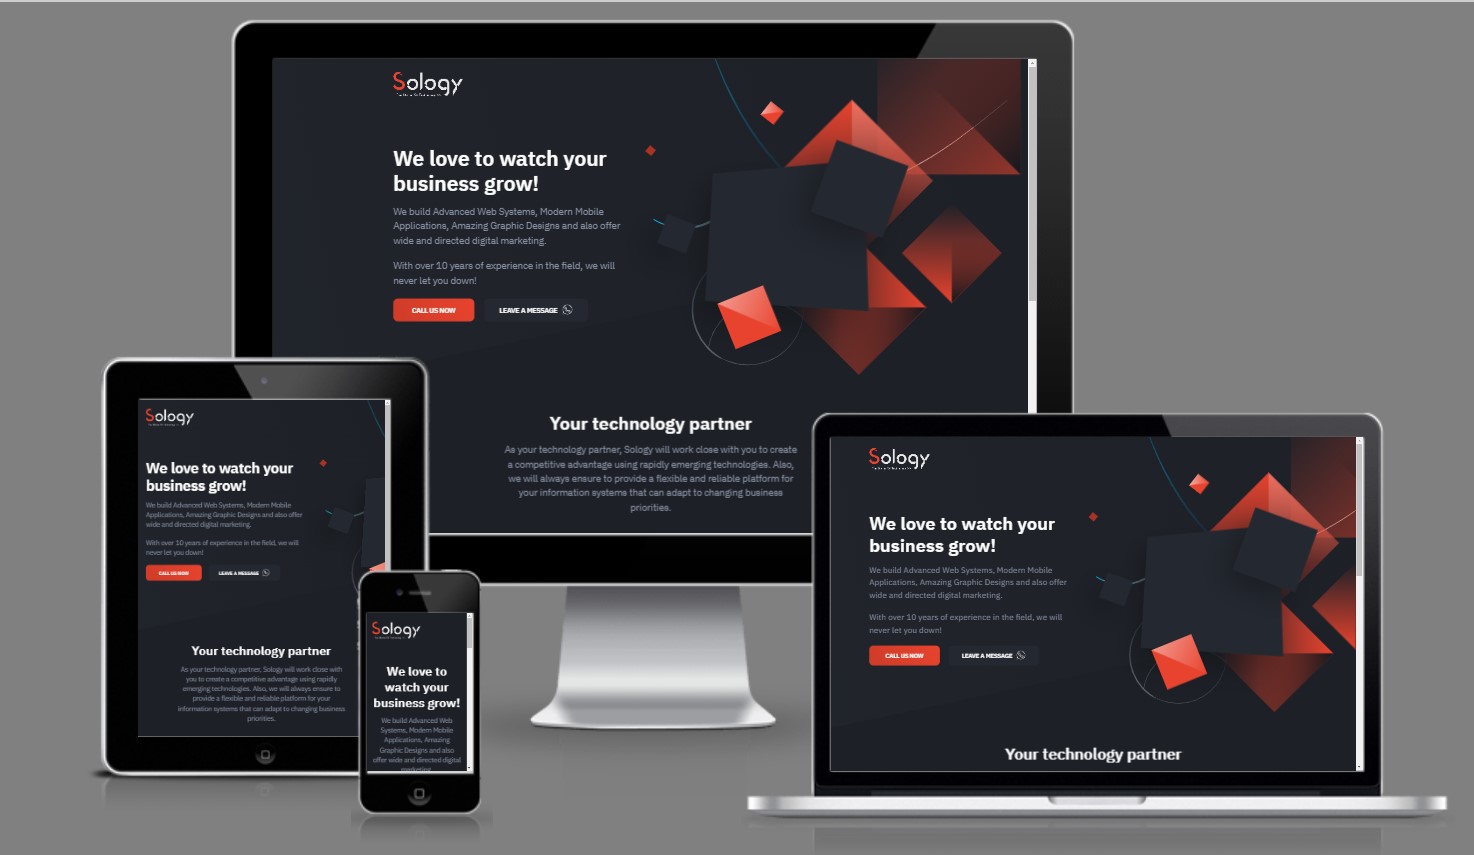 Sology
We love to watch your
business grow!
We build Advanced Web Systems, Modern Mobile
Applications, Amazing Graphic Designs and also offer
wide and directed digital marketing.
With over 10 years of experience in the field, we will
never let you down!
CALL US NOW
LEAVE A MESSAGE
Your technology partner
As your technology partner, Sology will work close with you to create
a competitive advantage using rapidly emerging technologies. Also,
we will always ensure to provide a flexible and reliable platform for
your information systems that can adapt to changing business
priorities.
Sology
We love to watch your
business grow!
We build Advanced Web Systems, Modern Mobile
Applications, Amazing Graphic Designs and also offer
wide and directed digital marketing.
With over 10 years of experience in the field, we will
never let you down!
CALL US NOW
LEAVE A MESSAGE
Your technology partner
As your technology partner, Sology will work close with
you to create a competitive advantage using rapidly
emerging technologies. Also, we will always ensure to
provide a flexible and reliable platform for your
information systems that can adapt to changing business
priorities.
Sology
We love to
watch your
business grow!
We build Advanced Web
Systems, Modern Mobile
Applications, Amazing
Graphic Designs and also
offer wide and directed digital
marketing.
Sology
We love to watch your
business grow!
We build Advanced Web Systems, Modern Mobile
Applications, Amazing Graphic Designs and also offer
wide and directed digital marketing.
With over 10 years of experience in the field, we will
never let you down!
CALL US NOW
LEAVE A MESSAGE
Your technology partner